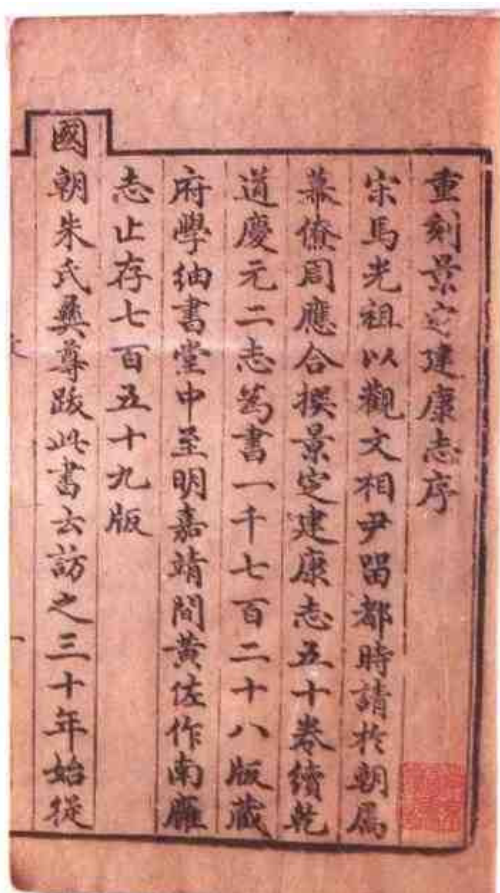 重刻景定建康志序
宋馬光祖以觀文相尹留都時請於朝屬
幕僚周應合撰景定建康志五十卷續乾
道慶元二志為書一千七百二十八版藏
府學紬書堂中至明嘉靖間黃佐作南廱
志止存七百五十九版
國朝朱氏彝尊跋此書云訪之三十年始從